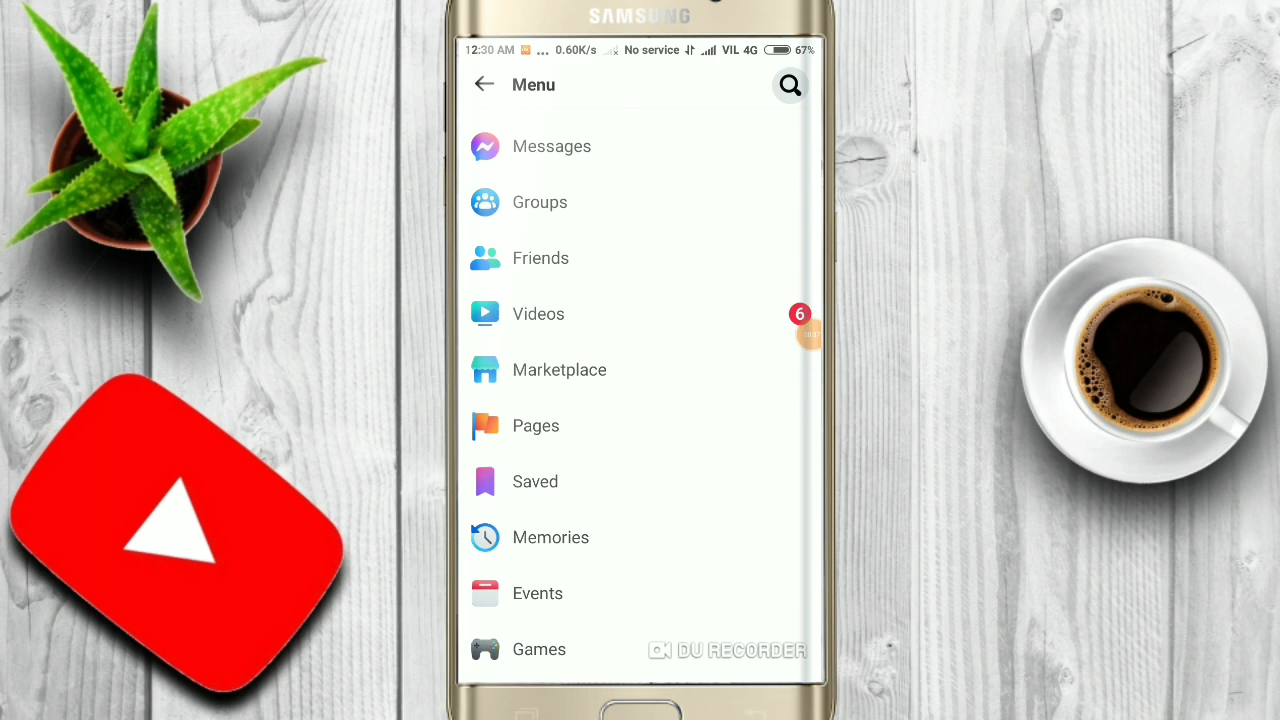 SAMSUNG
12:30 AM ... 0.60K/s No service VIL 4G 67%
Menu
Messages
Groups
Friends
Videos
6
Marketplace
Pages
Saved
Memories
Events
Games
DU RECORDER